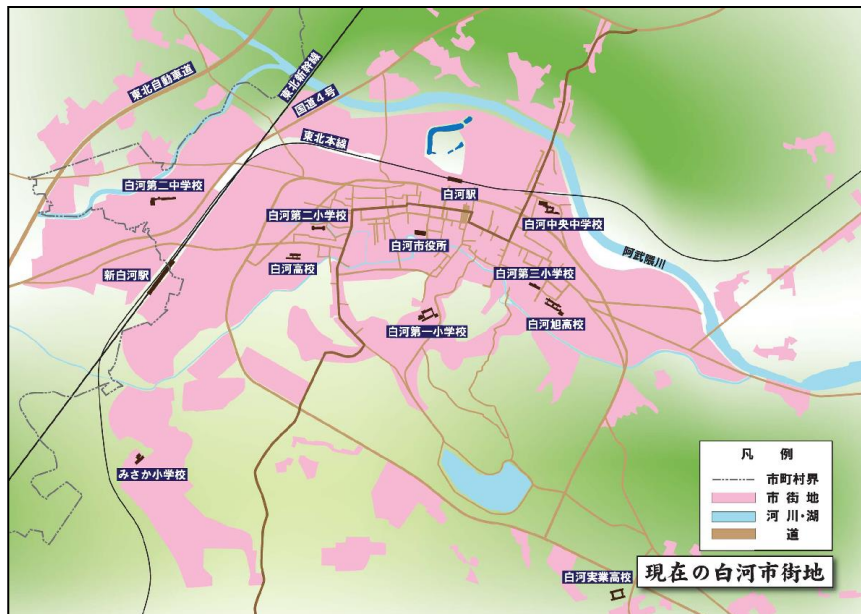 東北自動車道
東北新幹線
国道4号
東北本線
白河第二中学校
白河駅
白河第二小学校
白河中央中学校
白河市役所
阿武隈川
新白河駅
白河高校
白河第三小学校
白河第一小学校
白河旭高校
みさか小学校
凡例
市町村界
市街地
河川・湖
道
現在の白河市街地
白河実業高校